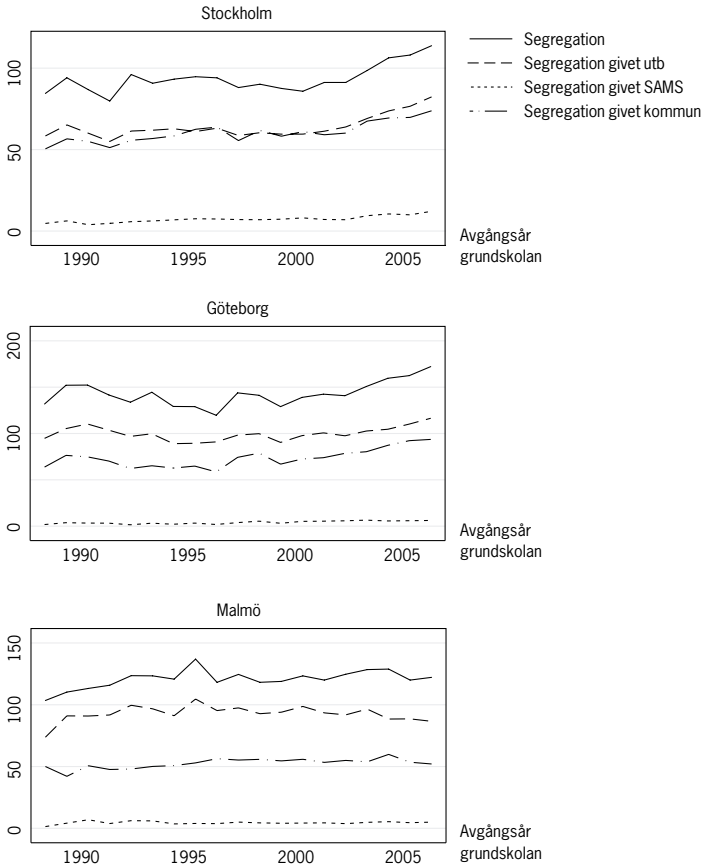 Stockholm
Segregation
Segregation givet utb
Segregation givet SAMS
Segregation givet kommun
100
50
0
Avgångsår
grundskolan
1990 1995 2000 2005
Göteborg
200
100
0
Avgångsår
grundskolan
1990 1995 2000 2005
Malmö
150
100
50
0
Avgångsår
grundskolan
1990 1995 2000 2005